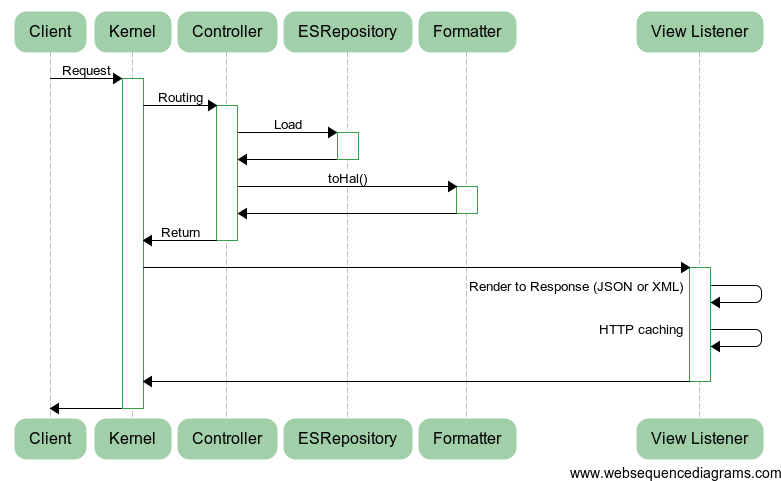 Client Kernel Controller ESRepository Formatter View Listener
Request
Routing
Load
toHal()
Return
Render to Response (JSON or XML)
HTTP caching
Client Kernel Controller ESRepository Formatter View Listener
www.websequencediagrams.com